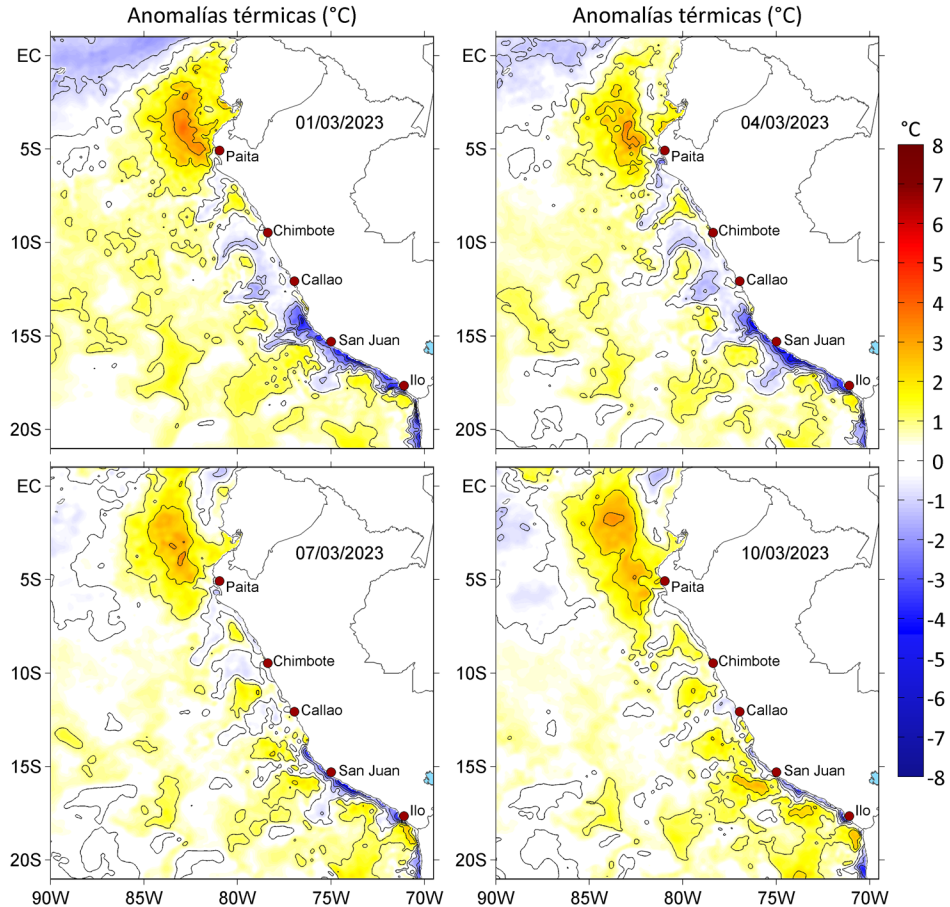 Anomalías térmicas (°C)
Anomalías térmicas (°C)
EC
5S
10S
15S
20S
01/03/2023
Paita
Chimbote
Callao
San Juan
Ilo
EC
5S
10S
15S
20S
04/03/2023
Paita
Chimbote
Callao
San Juan
Ilo
EC
5S
10S
15S
20S
07/03/2023
Paita
Chimbote
Callao
San Juan
Ilo
90W 85W 80W 75W 70W
EC
5S
10S
15S
20S
10/03/2023
Paita
Chimbote
Callao
San Juan
Ilo
90W 85W 80W 75W 70W
°C
8
7
6
5
4
3
2
1
0
-1
-2
-3
-4
-5
-6
-7
-8